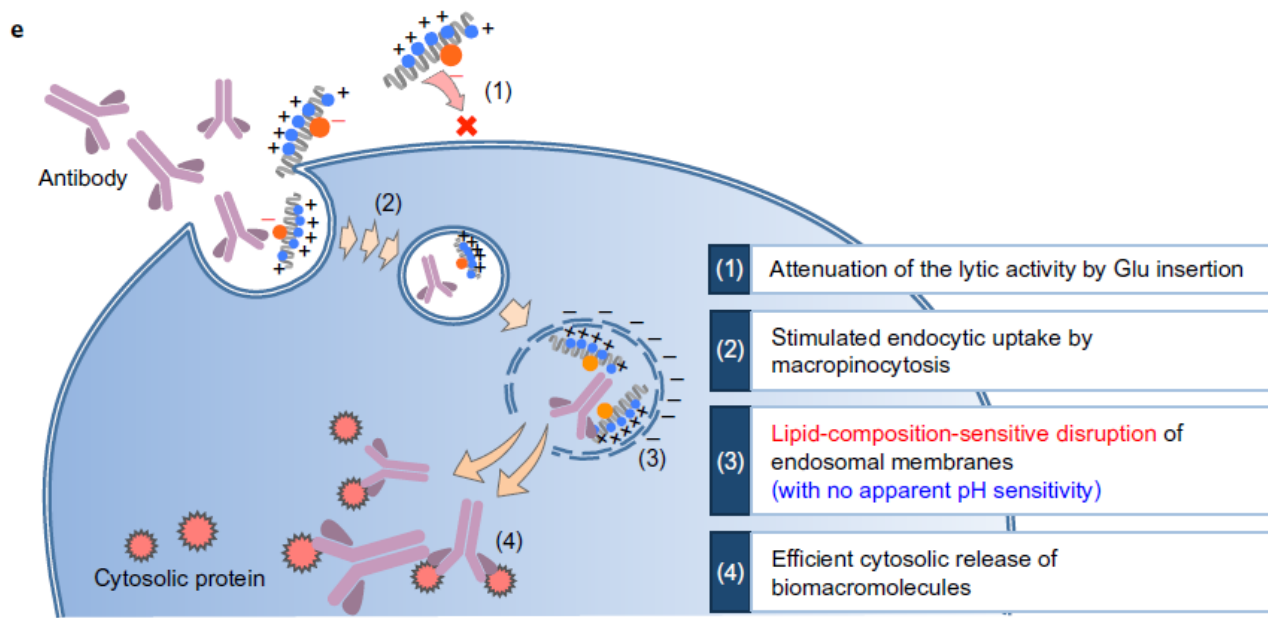 e
(1)
Antibody
(2)
(1) Attenuation of the lytic activity by Glu insertion
(2) Stimulated endocytic uptake by
macropinocytosis
(3) Lipid-composition-sensitive disruption of
endosomal membranes
(with no apparent pH sensitivity)
(4) Efficient cytosolic release of
biomacromolecules
(3)
(4)
Cytosolic protein